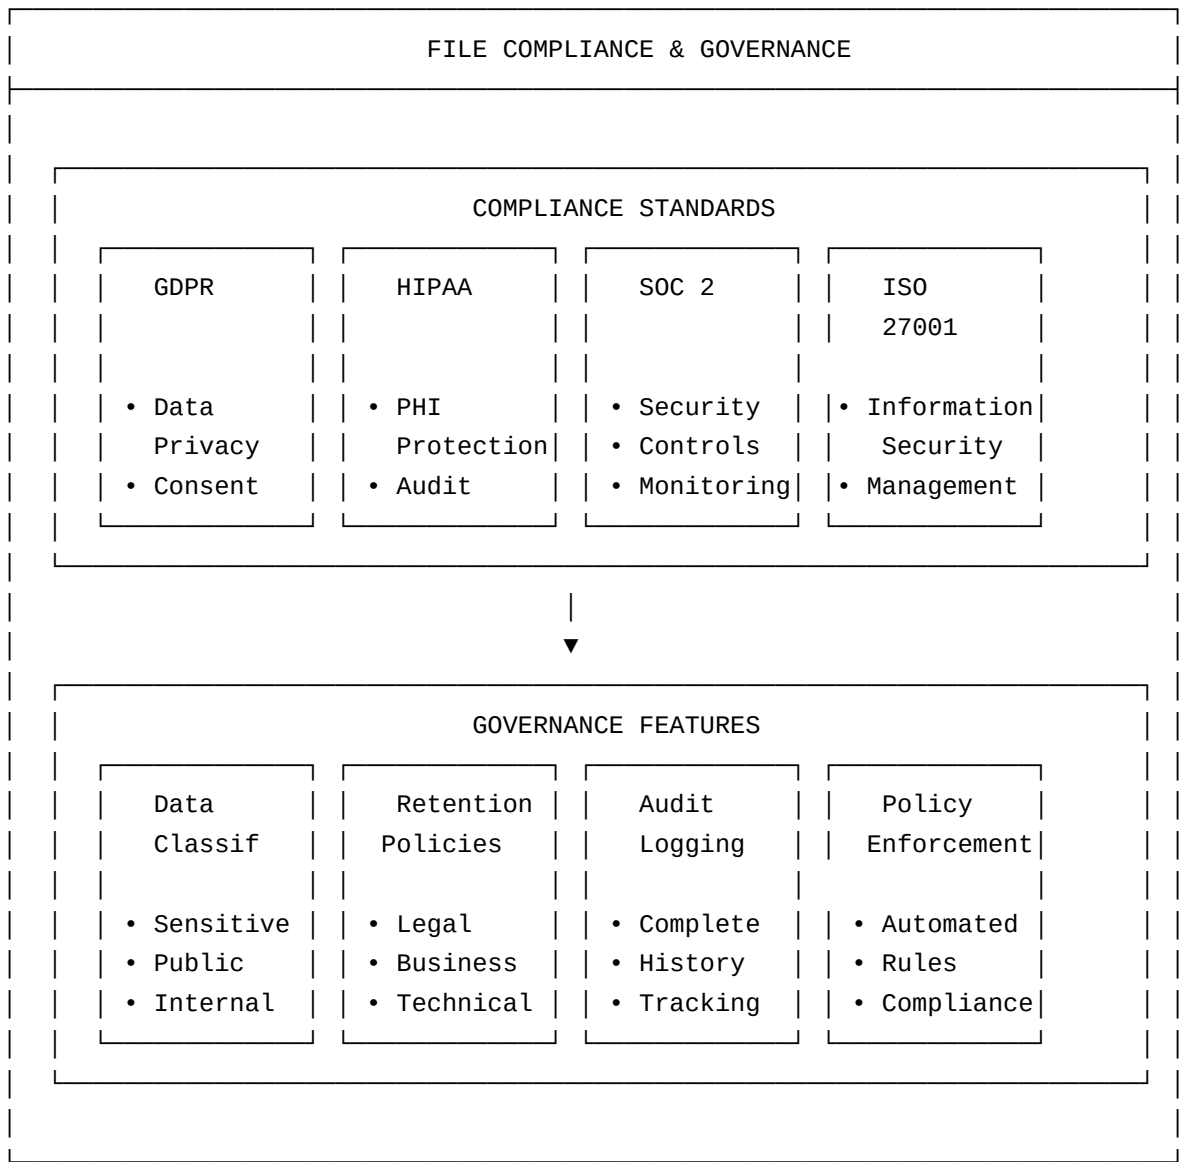 FILE COMPLIANCE & GOVERNANCE
COMPLIANCE STANDARDS
GDPR HIPAA SOC 2 ISO
27001
• Data • PHI • Security • Information
Privacy Protection • Controls Security
• Consent • Audit • Monitoring • Management
▼
GOVERNANCE FEATURES
Data Retention Audit Policy
Classif Policies Logging Enforcement
• Sensitive • Legal • Complete • Automated
• Public • Business • History • Rules
• Internal • Technical • Tracking • Compliance